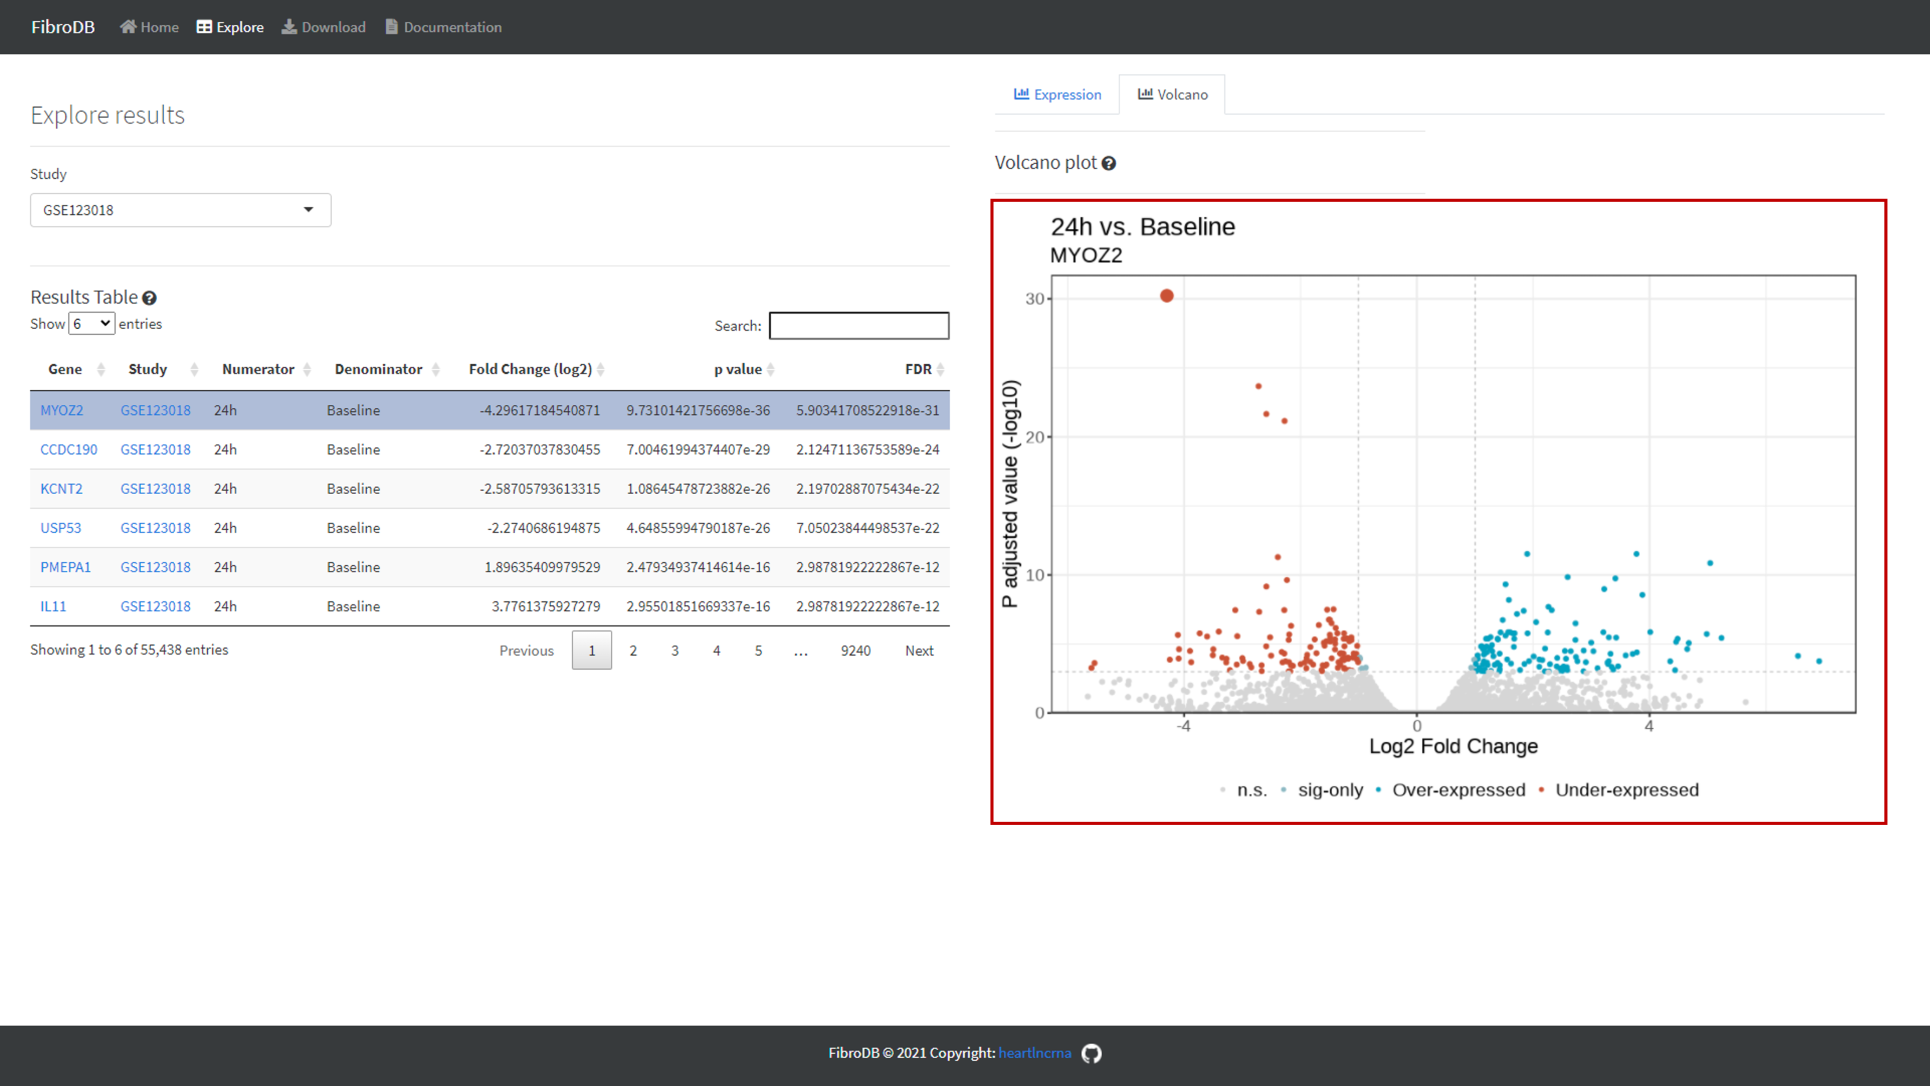 FibroDB Home Explore Download Documentation
Explore results
Study
GSE123018
Results Table
Show 6 entries
Search:
Gene Study Numerator Denominator Fold Change (log2) p value FDR
MYOZ2 GSE123018 24h Baseline -4.29617184540871 9.73101421756698e-36 5.90341708522918e-31
CCDC190 GSE123018 24h Baseline -2.72037037830455 7.00461994374407e-29 2.12471136753589e-24
KCNT2 GSE123018 24h Baseline -2.58705793613315 1.08645478723882e-26 2.19702887075434e-22
USP53 GSE123018 24h Baseline -2.2740686194875 4.64855994790187e-26 7.05023844498537e-22
PMEPA1 GSE123018 24h Baseline 1.89635409979529 2.47934937414614e-16 2.98781922222867e-12
IL11 GSE123018 24h Baseline 3.7761375927279 2.95501851669337e-16 2.98781922222867e-12
Showing 1 to 6 of 55,438 entries
Previous 1 2 3 4 5 … 9240 Next
Expression Volcano
Volcano plot
24h vs. Baseline
MYOZ2
P adjusted value (-log10)
30
20
10
0
-4 0 4
Log2 Fold Change
n.s. sig-only Over-expressed Under-expressed
FibroDB © 2021 Copyright: heartlncrna